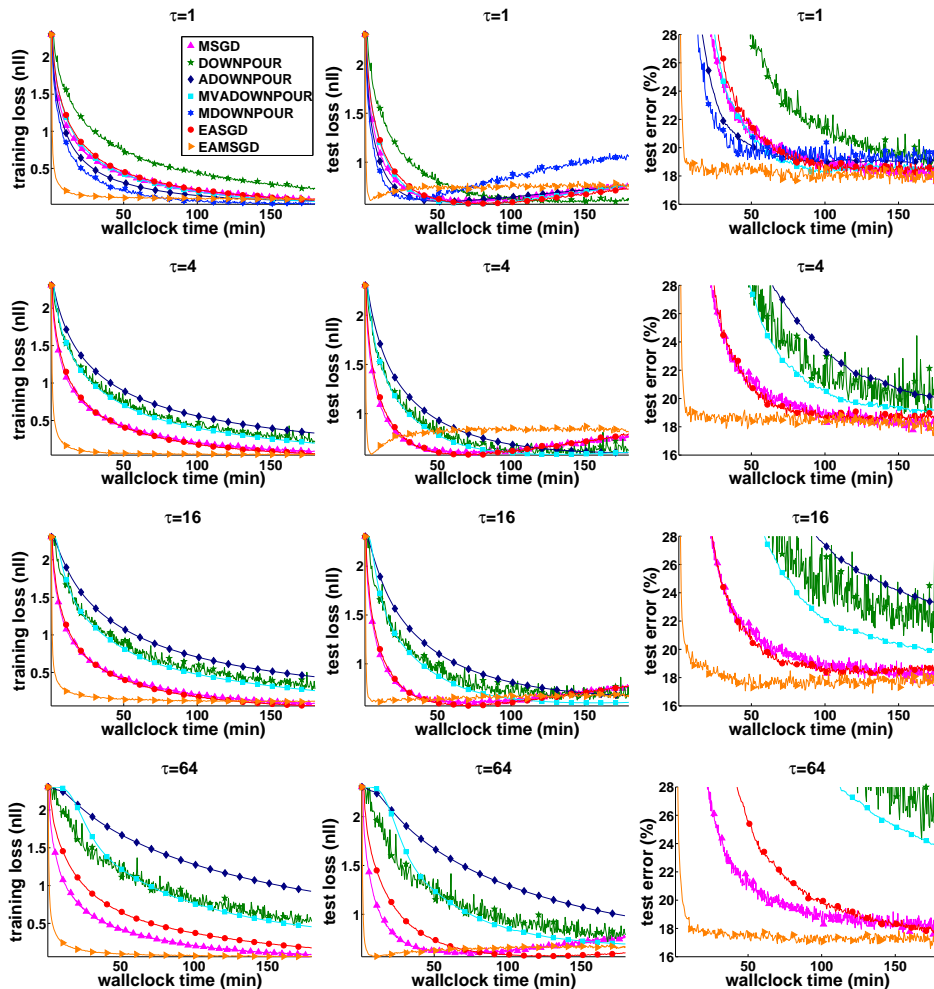 τ=1
2
1.5
1
0.5
50 100 150
training loss (nll)
wallclock time (min)
MSGD
DOWNPOUR
ADOWNPOUR
MVADOWNPOUR
MDOWNPOUR
EASGD
EAMSGD
τ=1
2
1.5
1
50 100 150
test loss (nll)
wallclock time (min)
τ=1
28
26
24
22
20
18
16
50 100 150
test error (%)
wallclock time (min)
τ=4
2
1.5
1
0.5
50 100 150
training loss (nll)
wallclock time (min)
τ=4
2
1.5
1
50 100 150
test loss (nll)
wallclock time (min)
τ=4
28
26
24
22
20
18
16
50 100 150
test error (%)
wallclock time (min)
τ=16
2
1.5
1
0.5
50 100 150
training loss (nll)
wallclock time (min)
τ=16
2
1.5
1
50 100 150
test loss (nll)
wallclock time (min)
τ=16
28
26
24
22
20
18
16
50 100 150
test error (%)
wallclock time (min)
τ=64
2
1.5
1
0.5
50 100 150
training loss (nll)
wallclock time (min)
τ=64
2
1.5
1
50 100 150
test loss (nll)
wallclock time (min)
τ=64
28
26
24
22
20
18
16
50 100 150
test error (%)
wallclock time (min)